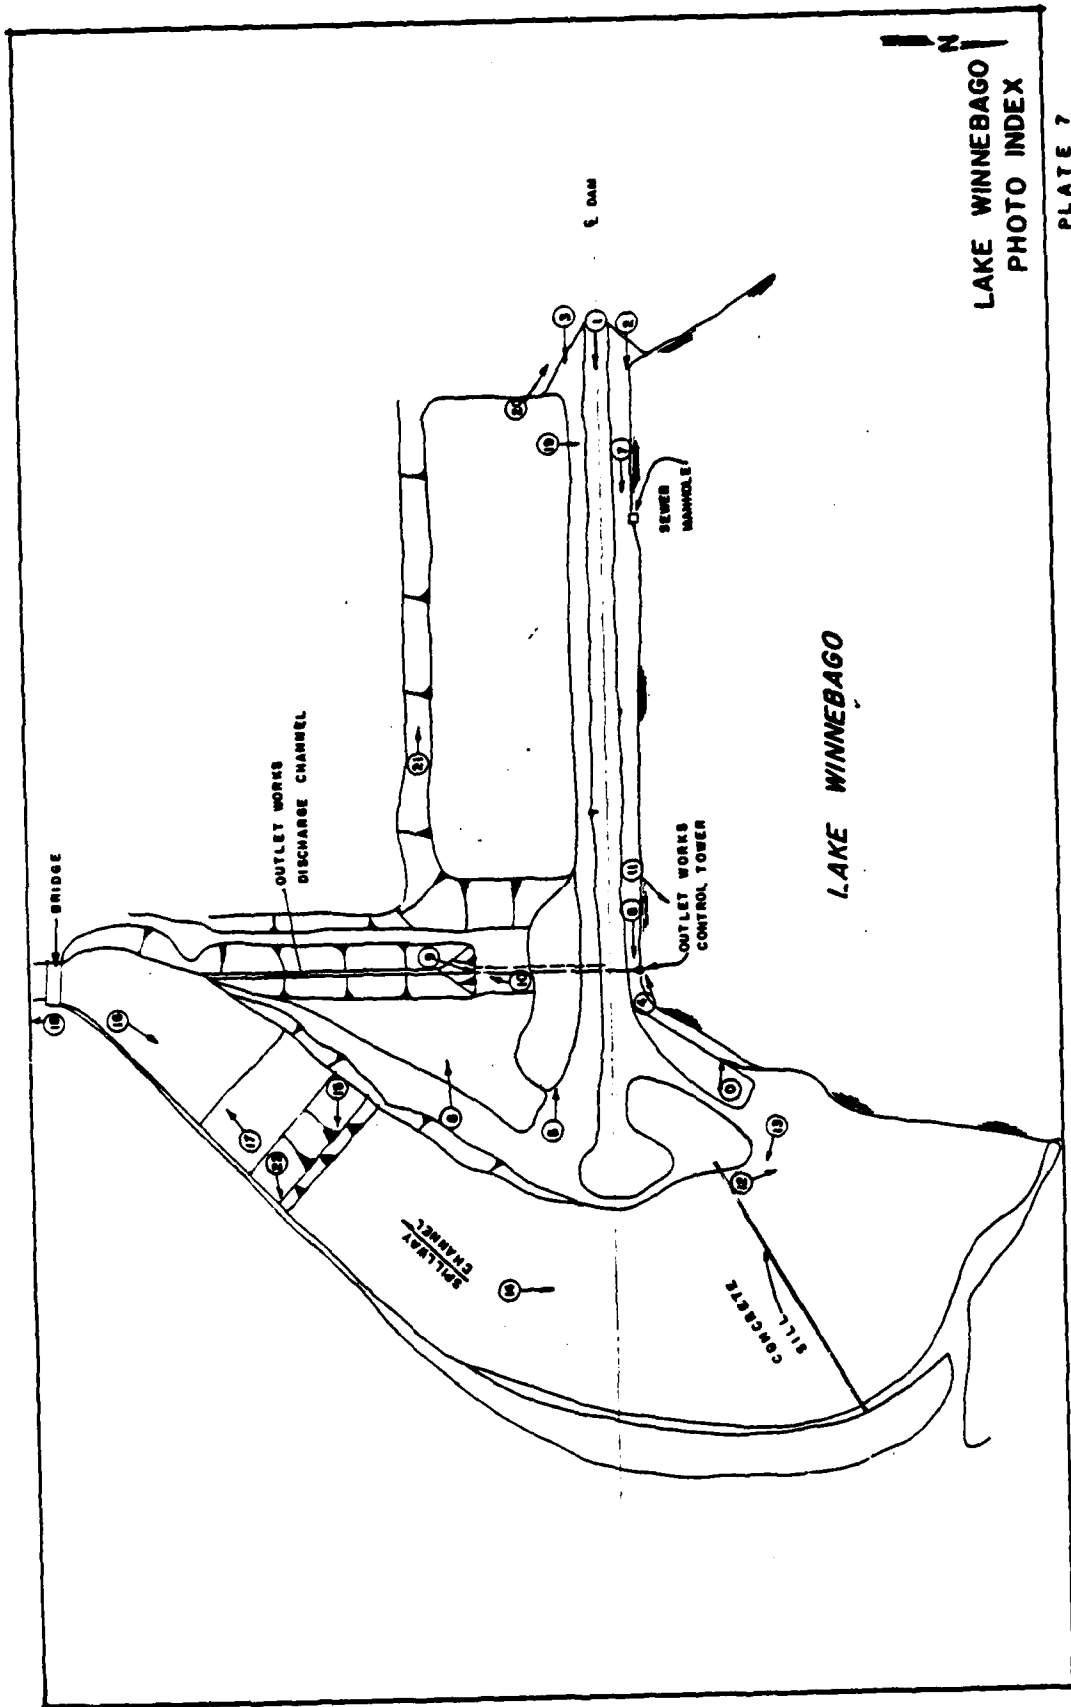 N
LAKE WINNEBAGO
PHOTO INDEX
PLATE 7
BRIDGE
OUTLET WORKS
DISCHARGE CHANNEL
℄ DAM
SEWER
MANHOLE
OUTLET WORKS
CONTROL TOWER
LAKE WINNEBAGO
SPILLWAY
CHANNEL
CONCRETE
SILL
3
1
2
20
19
7
21
11
8
9
10
4
18
16
17
22
15
6
5
0
13
12